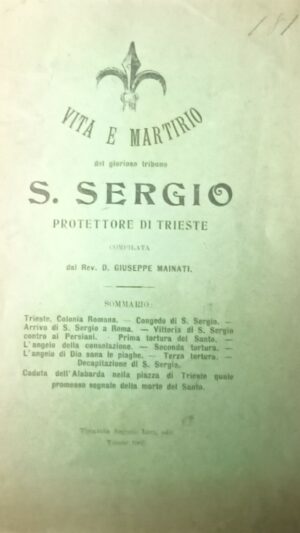 181
VITA E MARTIRIO
del glorioso tribuno
S. SERGIO
PROTETTORE DI TRIESTE
COMPILATA
dal Rev. D. GIUSEPPE MAINATI.
SOMMARIO:
Trieste, Colonia Romana. — Congedo di S. Sergio. —
Arrivo di S. Sergio a Roma. — Vittoria di S. Sergio
contro ai Persiani. - Prima tortura del Santo. —
L'angelo della consolazione. — Seconda tortura. —
L'angelo di Dio sana le piaghe. — Terza tortura. —
Decapitazione di S. Sergio.
Caduta dell'Alabarda nella piazza di Trieste quale
promesso segnale della morte del Santo.
Augusto
Trieste